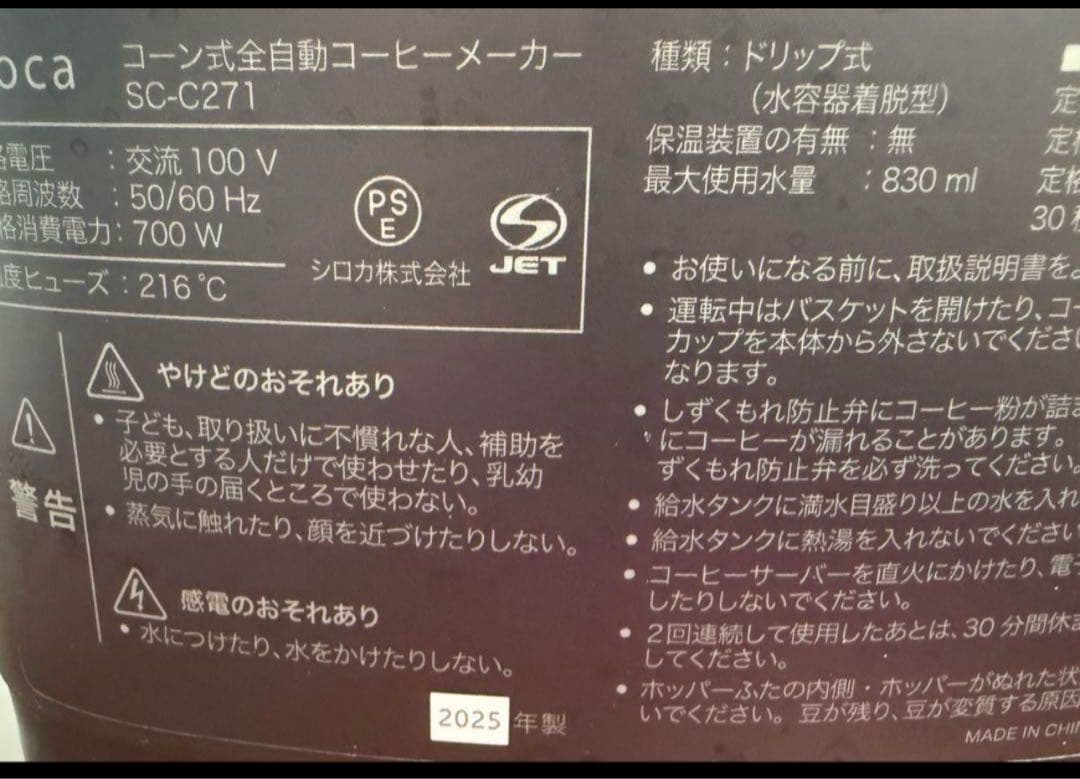 oca
コーン式全自動コーヒーメーカー
SC-C271
電圧 : 交流 100 V
周波数 : 50/60 Hz
消費電力 : 700 W
度ヒューズ : 216 ℃
PS
E
シロカ株式会社
JET
警告
やけどのおそれあり
• 子ども、取り扱いに不慣れな人、補助を
必要とする人だけで使わせたり、乳幼
児の手の届くところで使わない。
• 蒸気に触れたり、顔を近づけたりしない。
感電のおそれあり
• 水につけたり、水をかけたりしない。
2025 年製
種類 : ドリップ式
(水容器着脱型)
保温装置の有無 : 無
最大使用水量 : 830 ml
定
定
定格
30
• お使いになる前に、取扱説明書を
• 運転中はバスケットを開けたり、コー
カップを本体から外さないでくださ
なります。
• しずくもれ防止弁にコーヒー粉が詰ま
にコーヒーが漏れることがあります。
ずくもれ防止弁を必ず洗ってください。
• 給水タンクに満水目盛り以上の水を入れ
• 給水タンクに熱湯を入れないでください
• コーヒーサーバーを直火にかけたり、電子
したりしないでください。
• 2回連続して使用したあとは、30 分間休ま
してください。
• ホッパーふたの内側・ホッパーがぬれた状
いでください。豆が残り、豆が変質する原因
MADE IN CHI